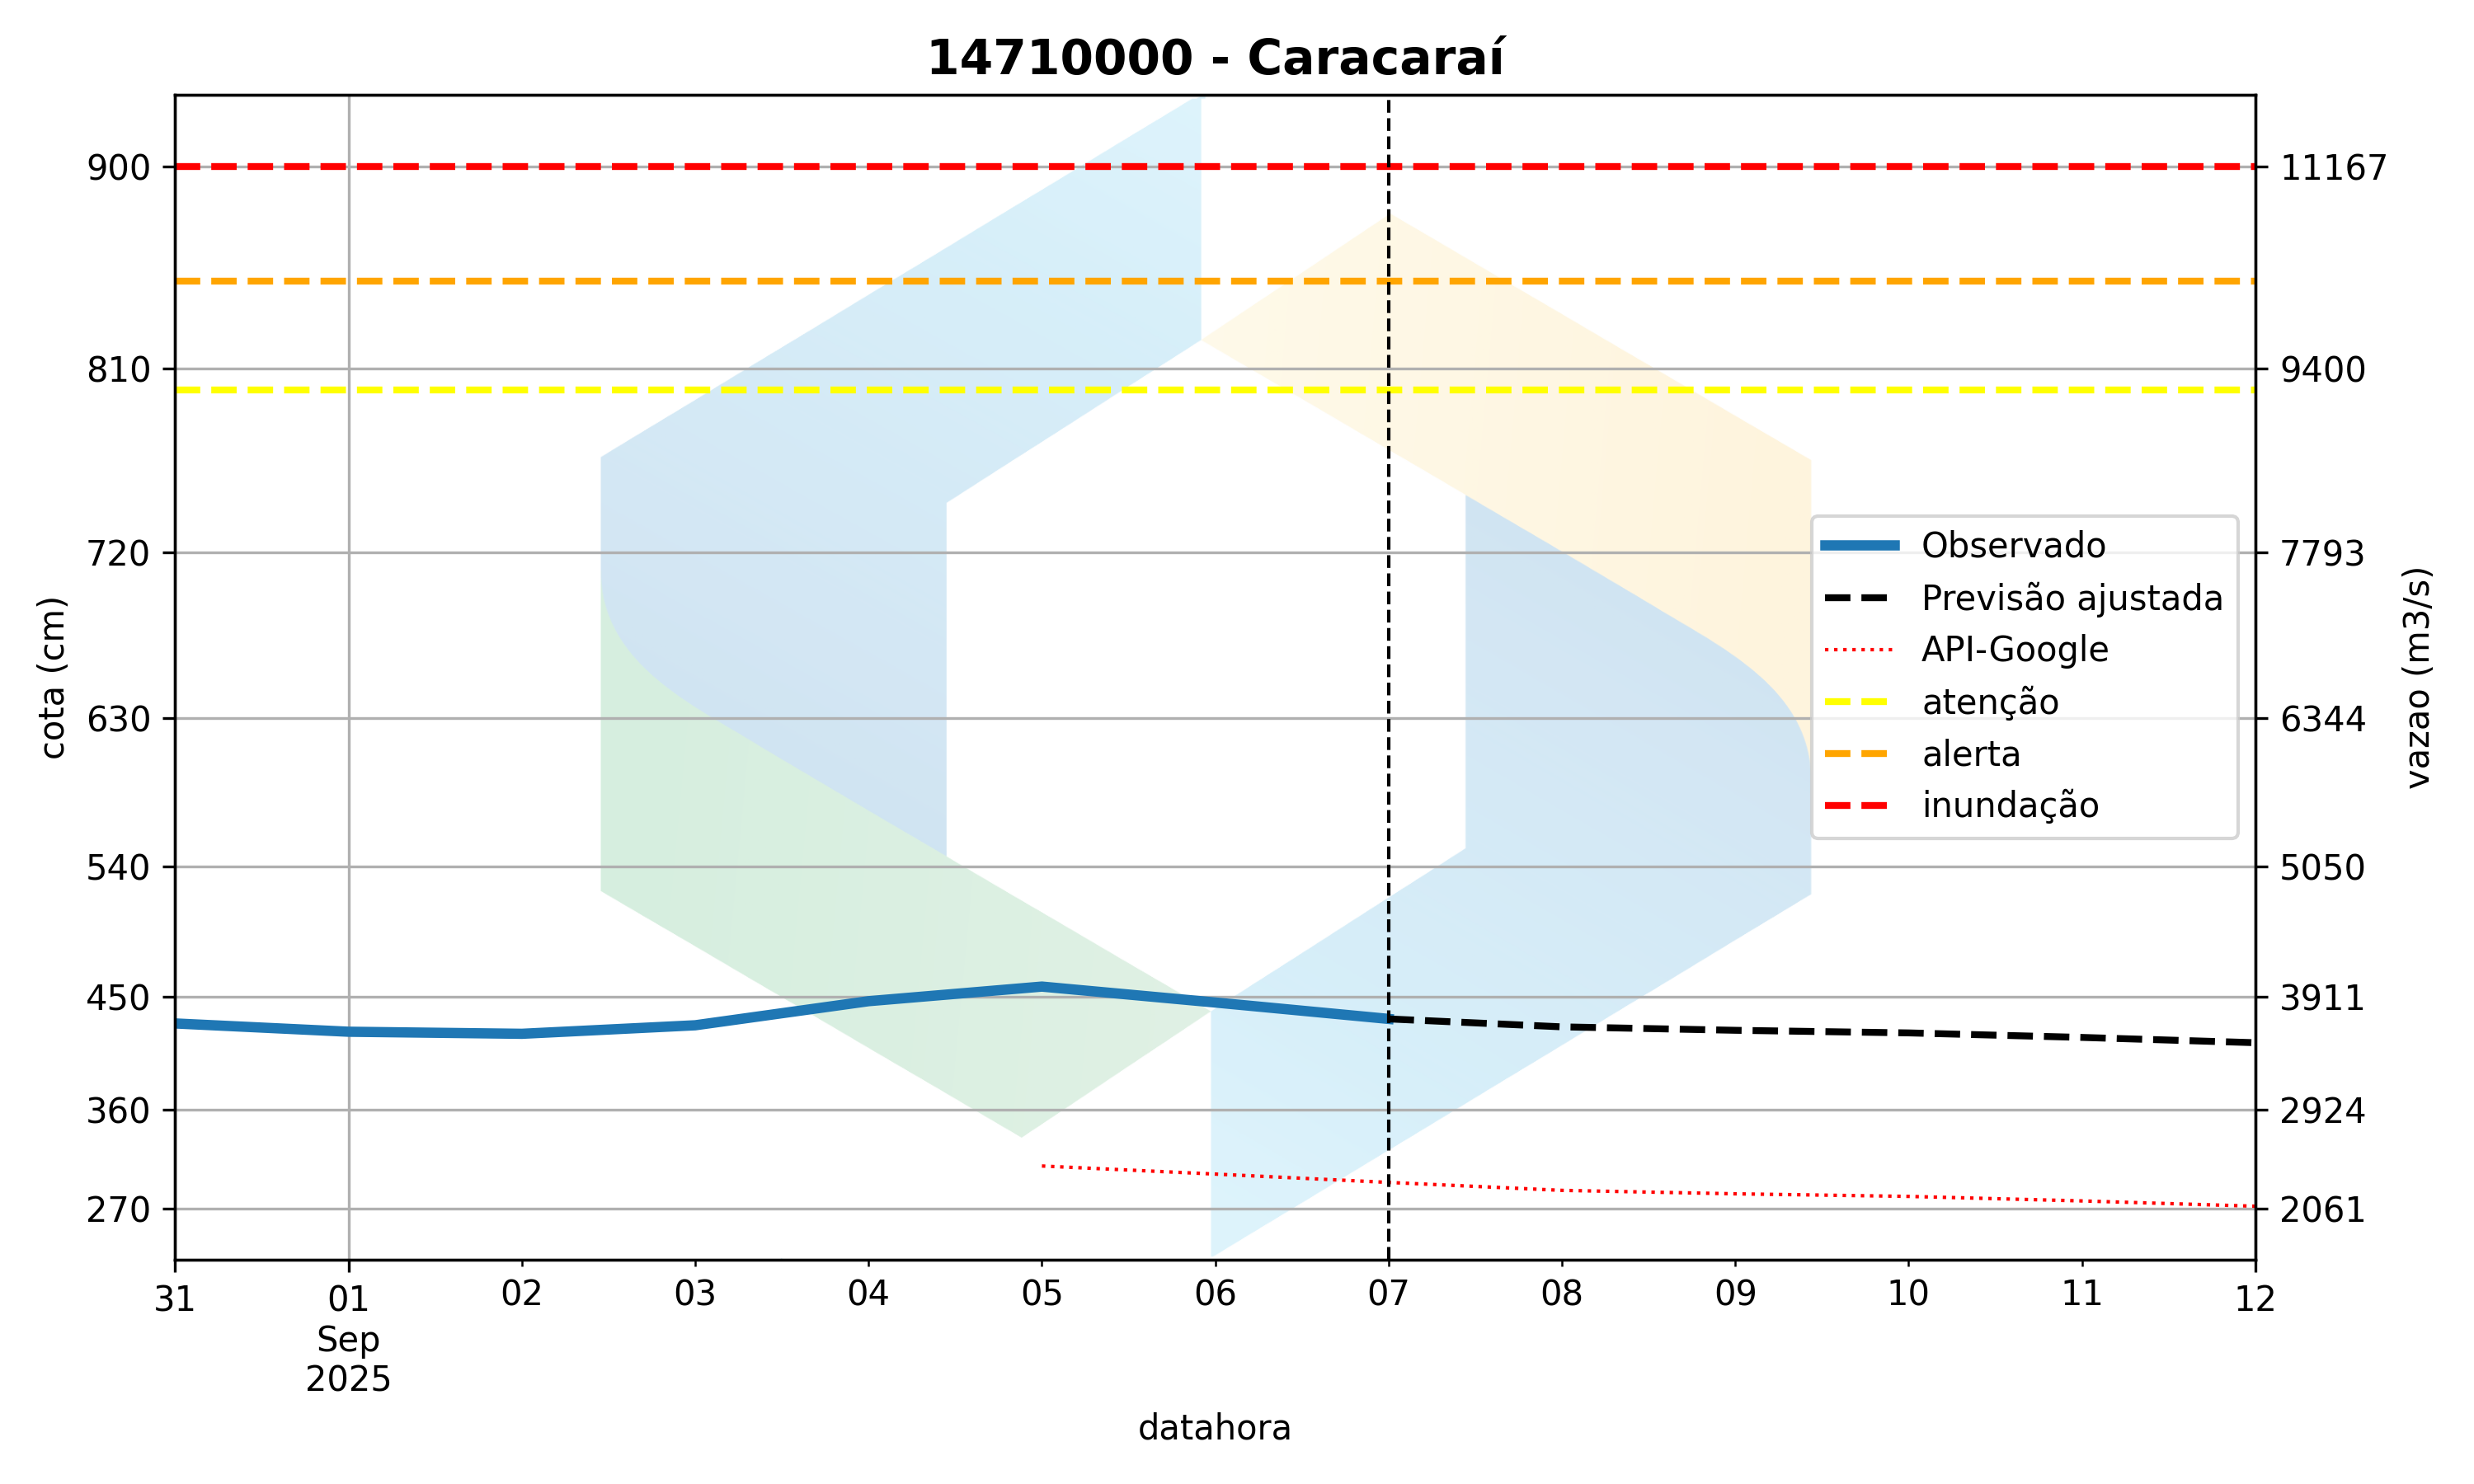 14710000 - Caracaraí
900
810
720
630
540
450
360
270
cota (cm)
11167
9400
7793
6344
5050
3911
2924
2061
vazao (m3/s)
Observado
Previsão ajustada
API-Google
atenção
alerta
inundação
31 01 02 03 04 05 06 07 08 09 10 11 12
Sep
2025
datahora